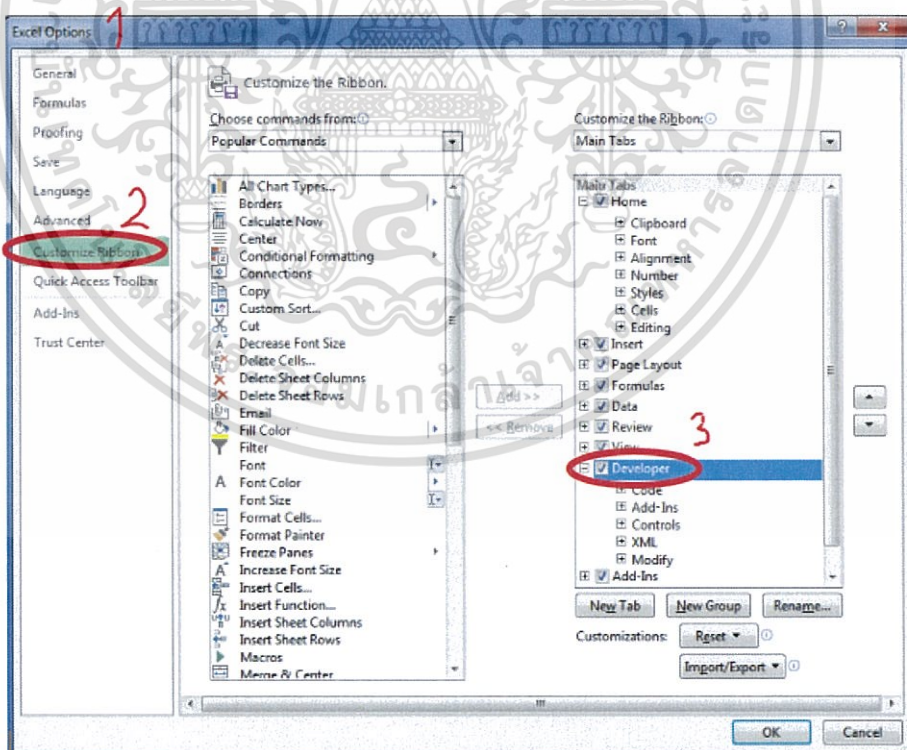 1
Excel Options
General
Formulas
Proofing
Save
Language
Advanced
2
Customize Ribbon
Quick Access Toolbar
Add-Ins
Trust Center
Customize the Ribbon.
Choose commands from:
Popular Commands
All Chart Types...
Borders
Calculate Now
Center
Conditional Formatting
Connections
Copy
Custom Sort...
Cut
Decrease Font Size
Delete Cells...
Delete Sheet Columns
Delete Sheet Rows
Email
Fill Color
Filter
Font
Font Color
Font Size
Format Cells...
Format Painter
Freeze Panes
Increase Font Size
Insert Cells...
Insert Function...
Insert Sheet Columns
Insert Sheet Rows
Macros
Merge & Center
Add >>
<< Remove
Customize the Ribbon:
Main Tabs
Main Tabs
Home
Clipboard
Font
Alignment
Number
Styles
Cells
Editing
Insert
Page Layout
Formulas
Data
Review
View
3
Developer
Code
Add-Ins
Controls
XML
Modify
Add-Ins
New Tab
New Group
Rename...
Customizations:
Reset
Import/Export
OK
Cancel